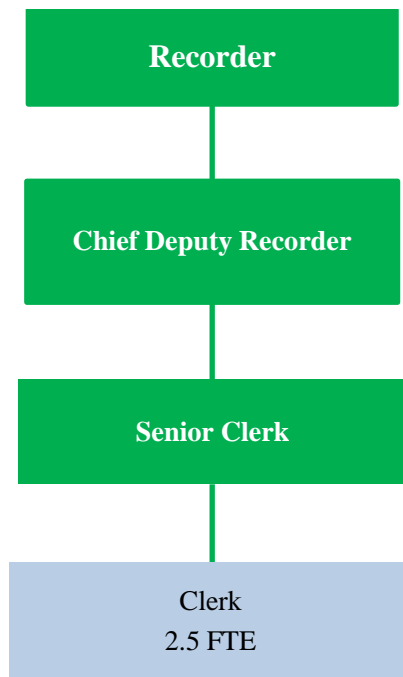 Recorder
Chief Deputy Recorder
Senior Clerk
Clerk
2.5 FTE